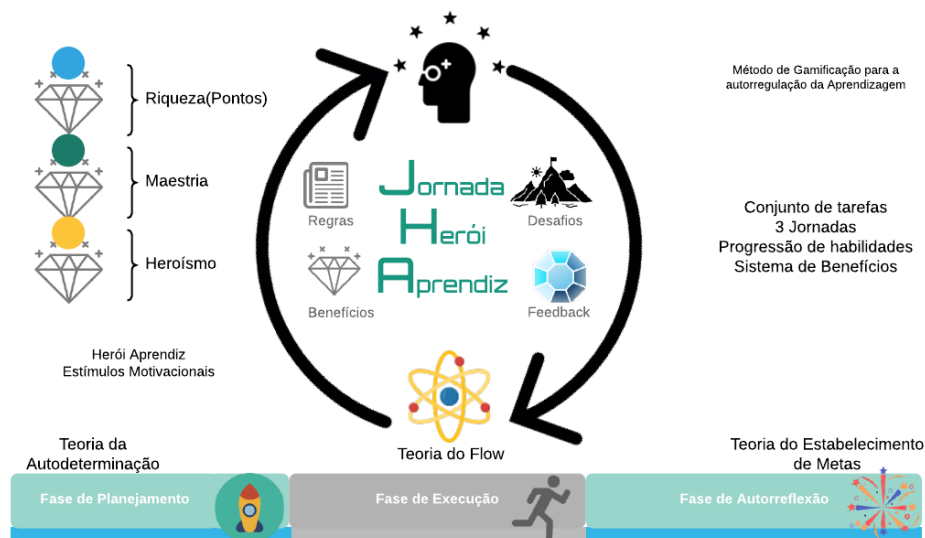 Riqueza(Pontos)
Maestria
Heroísmo
Herói Aprendiz
Estímulos Motivacionais
Regras
Jornada
Herói
Aprendiz
Desafios
Benefícios
Feedback
Método de Gamificação para a
autorregulação da Aprendizagem
Conjunto de tarefas
3 Jornadas
Progressão de habilidades
Sistema de Benefícios
Teoria da
Autodeterminação
Teoria do Flow
Teoria do Estabelecimento
de Metas
Fase de Planejamento
Fase de Execução
Fase de Autorreflexão